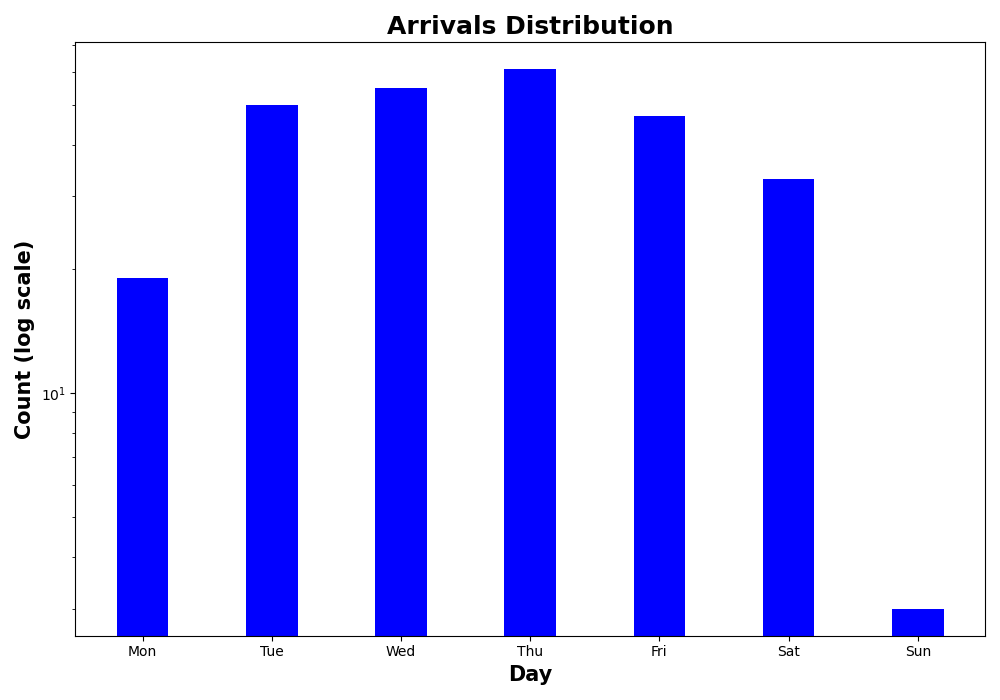 Arrivals Distribution
Count (log scale)
10¹
Mon Tue Wed Thu Fri Sat Sun
Day